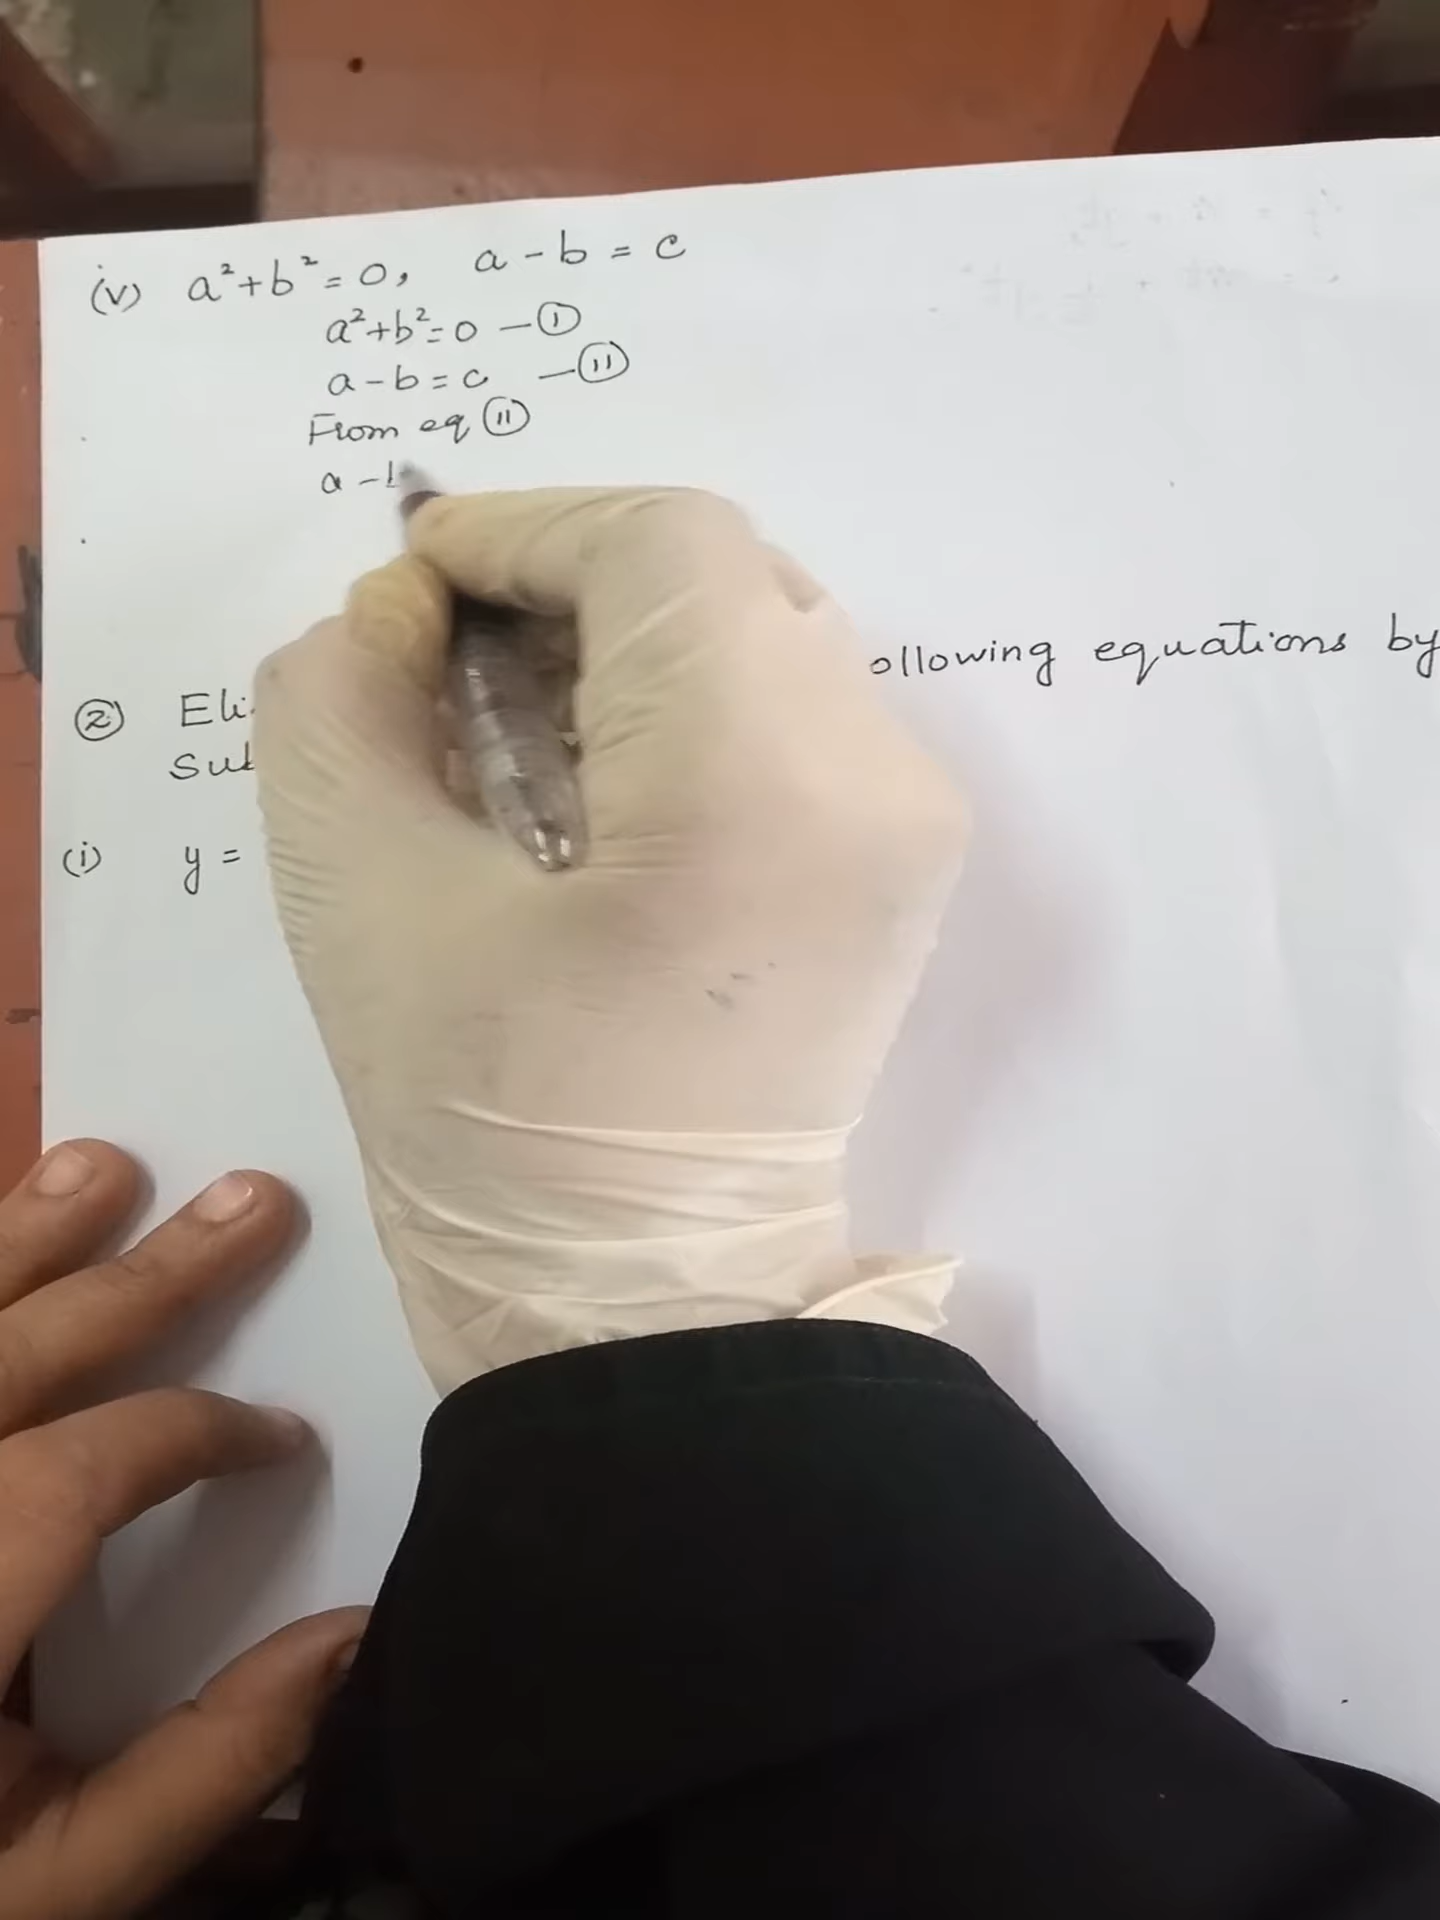 (v) a²+b²=0, a-b=c
a²+b²=0 —①
a-b=c —⑪
From eq ⑪
a-
② Eli
ollowing equations by
Sub
(i) y=